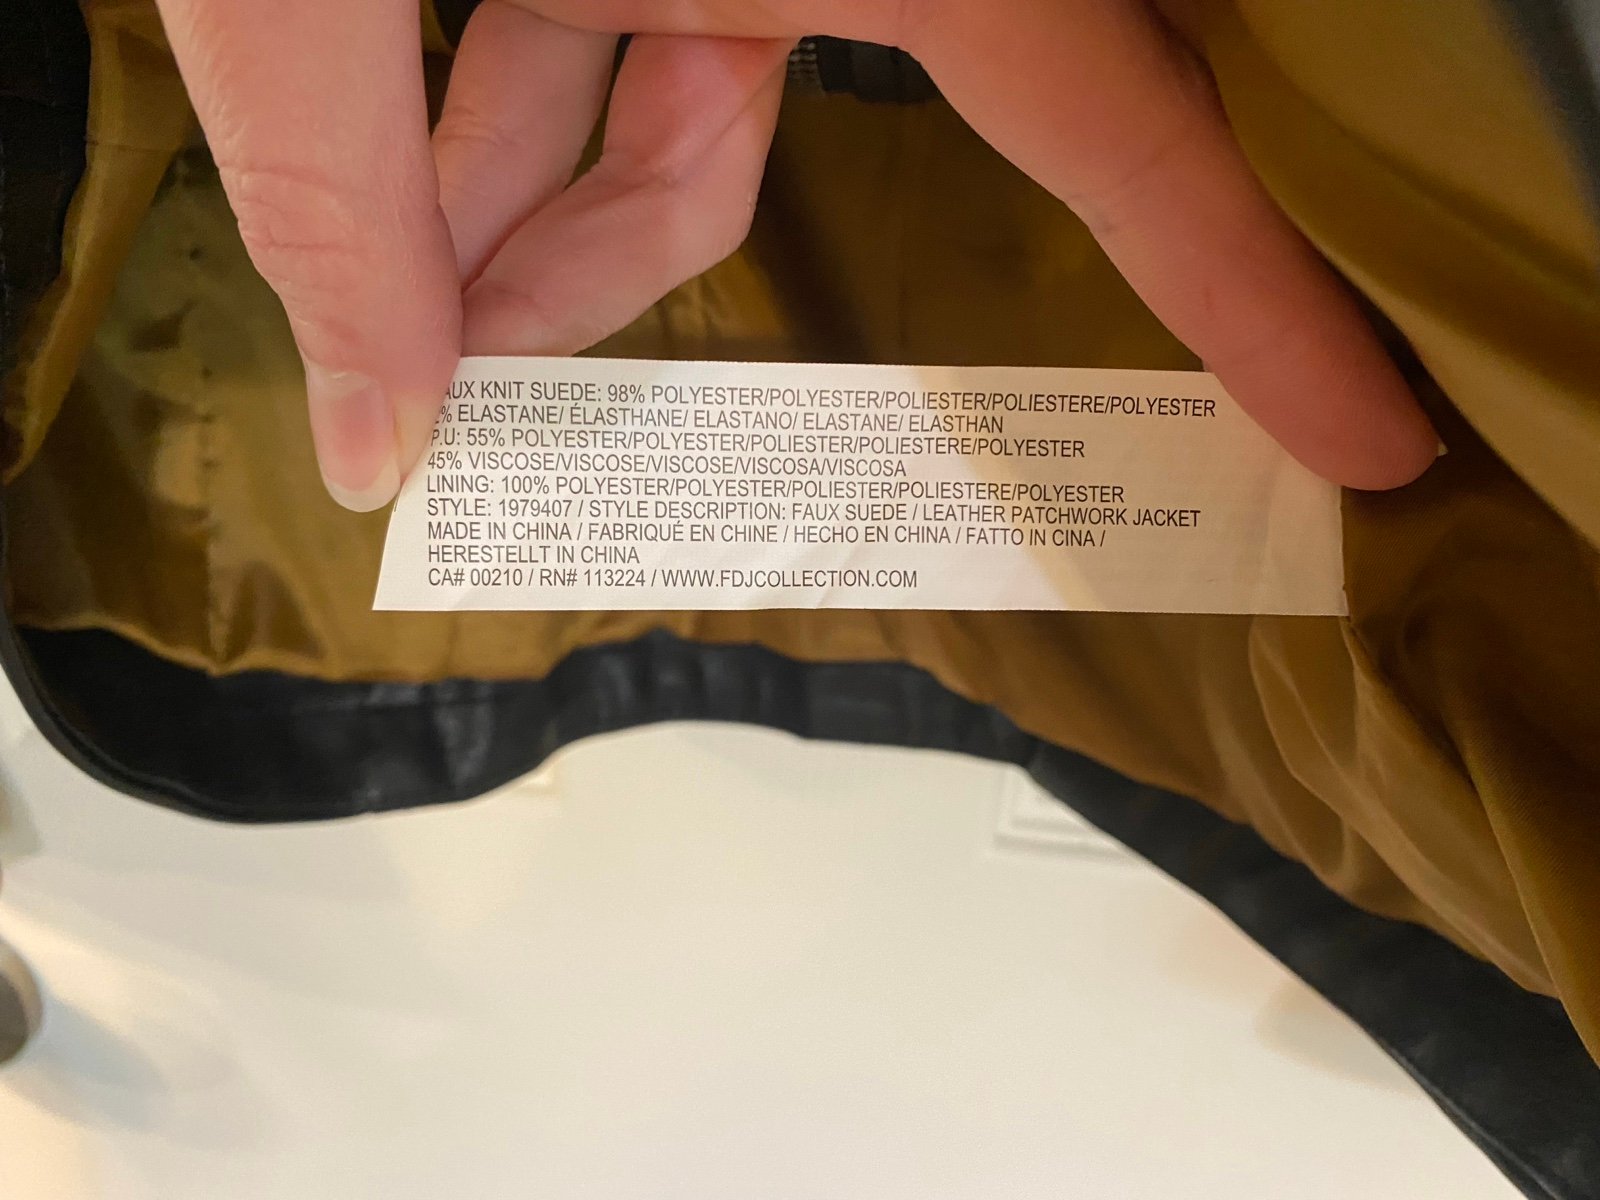 FAUX KNIT SUEDE: 98% POLYESTER/POLYESTER/POLIESTER/POLIESTERE/POLYESTER
2% ELASTANE/ ÉLASTHANE/ ELASTANO/ ELASTANE/ ELASTHAN
P.U: 55% POLYESTER/POLYESTER/POLIESTER/POLIESTERE/POLYESTER
45% VISCOSE/VISCOSE/VISCOSE/VISCOSA/VISCOSA
LINING: 100% POLYESTER/POLYESTER/POLIESTER/POLIESTERE/POLYESTER
STYLE: 1979407 / STYLE DESCRIPTION: FAUX SUEDE / LEATHER PATCHWORK JACKET
MADE IN CHINA / FABRIQUÉ EN CHINE / HECHO EN CHINA / FATTO IN CINA /
HERESTELLT IN CHINA
CA# 00210 / RN# 113224 / WWW.FDJCOLLECTION.COM